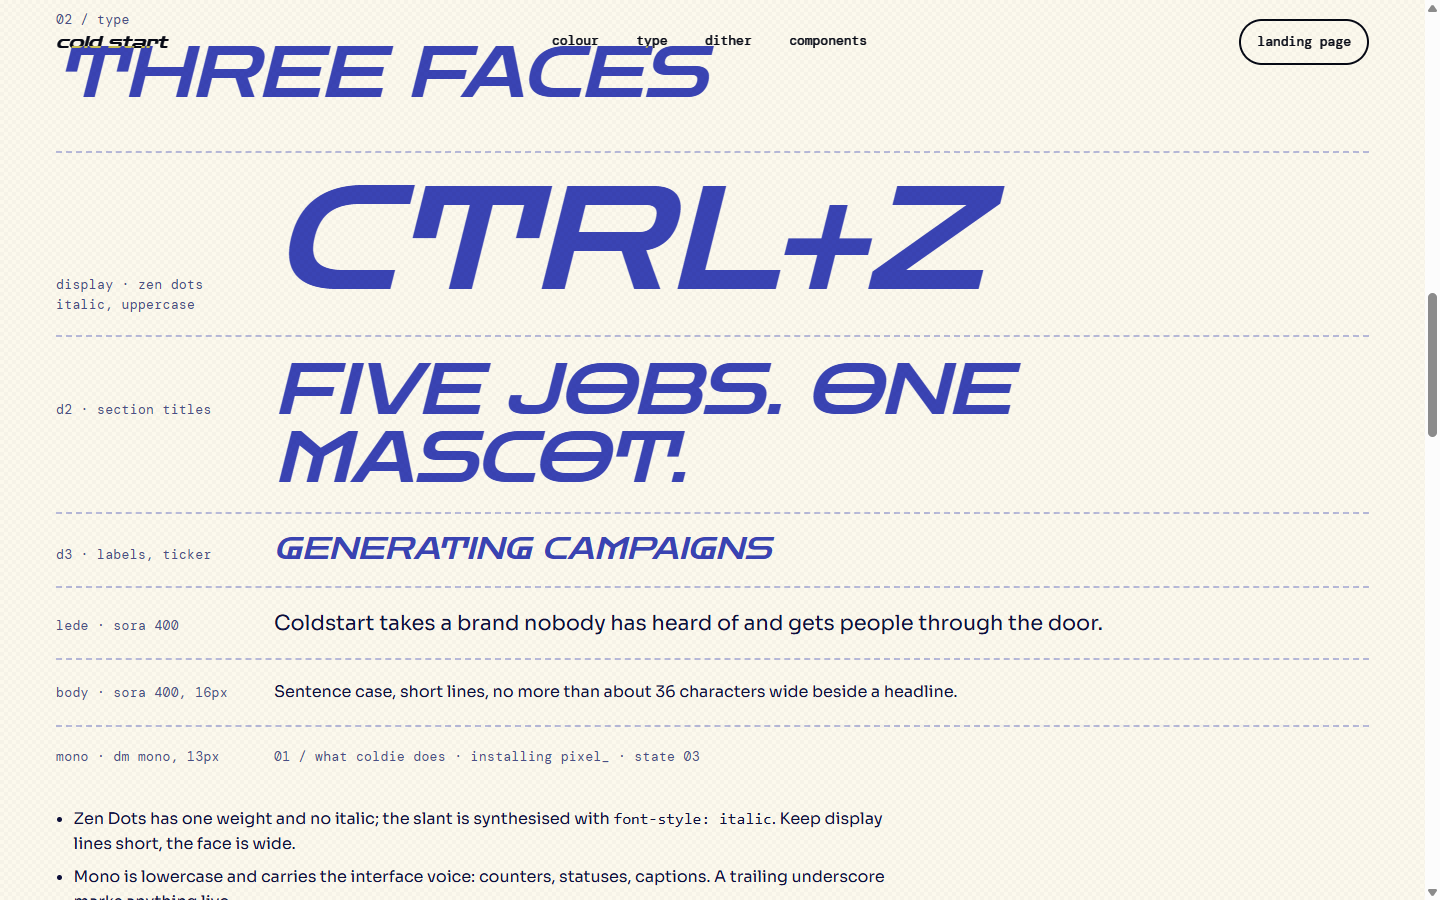 02 / type
cold start
colour type dither components
landing page
THREE FACES
CTRL+Z
display · zen dots
italic, uppercase
d2 · section titles
FIVE JOBS. ONE
MASCOT.
d3 · labels, ticker
GENERATING CAMPAIGNS
lede · sora 400
Coldstart takes a brand nobody has heard of and gets people through the door.
body · sora 400, 16px
Sentence case, short lines, no more than about 36 characters wide beside a headline.
mono · dm mono, 13px
01 / what coldie does · installing pixel_ · state 03
• Zen Dots has one weight and no italic; the slant is synthesised with font-style: italic. Keep display
lines short, the face is wide.
• Mono is lowercase and carries the interface voice: counters, statuses, captions. A trailing underscore
marks anything live.